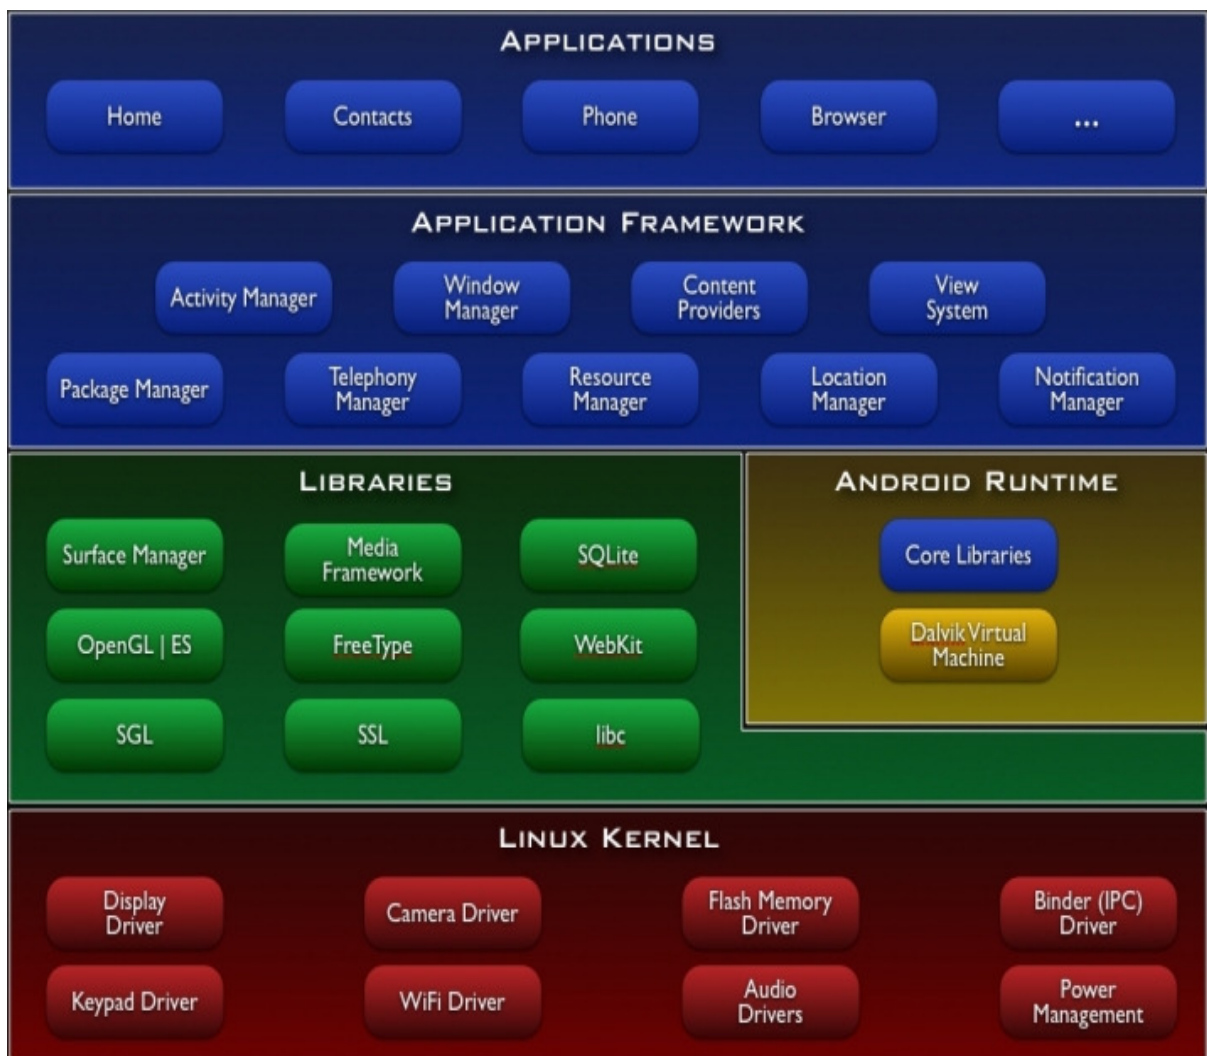 APPLICATIONS
Home
Contacts
Phone
Browser
...
APPLICATION FRAMEWORK
Activity Manager
Window
Manager
Content
Providers
View
System
Package Manager
Telephony
Manager
Resource
Manager
Location
Manager
Notification
Manager
LIBRARIES
Surface Manager
Media
Framework
SQLite
OpenGL | ES
FreeType
WebKit
SGL
SSL
libc
ANDROID RUNTIME
Core Libraries
Dalvik Virtual
Machine
LINUX KERNEL
Display
Driver
Camera Driver
Flash Memory
Driver
Binder (IPC)
Driver
Keypad Driver
WiFi Driver
Audio
Drivers
Power
Management